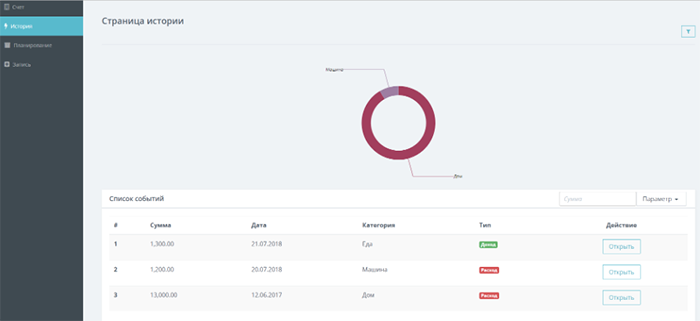 Счет
История
Планирование
Запись
Страница истории
Машина
Дом
Список событий
Сумма
Параметр
# Сумма Дата Категория Тип Действие
1 1,300.00 21.07.2018 Еда Доход Открыть
2 1,200.00 20.07.2018 Машина Расход Открыть
3 13,000.00 12.06.2017 Дом Расход Открыть